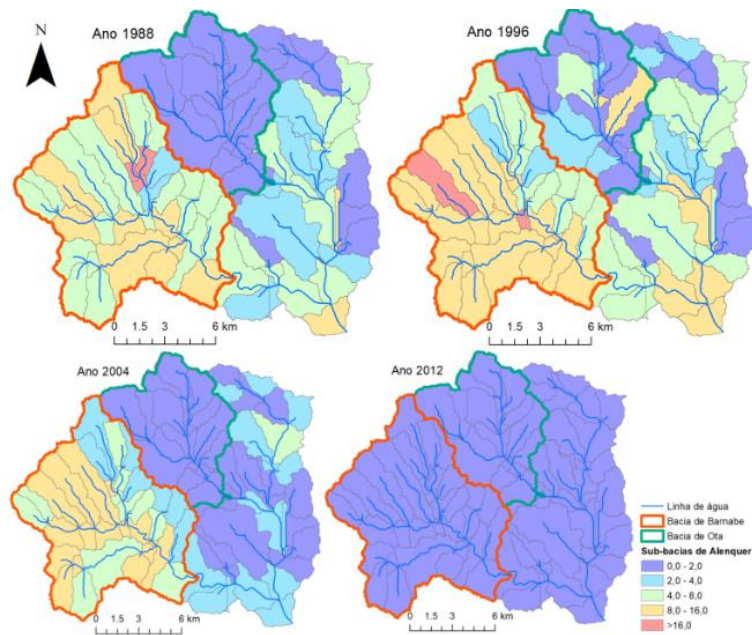 N
Ano 1988
Ano 1996
0 1.5 3 6 km
0 1.5 3 6 km
Ano 2004
Ano 2012
0 1.5 3 6 km
0 1.5 3 6 km
Linha de água
Bacia de Barnabe
Bacia de Ota
Sub-bacias de Alenquer
0,0 - 2,0
2,0 - 4,0
4,0 - 8,0
8,0 - 16,0
>16,0